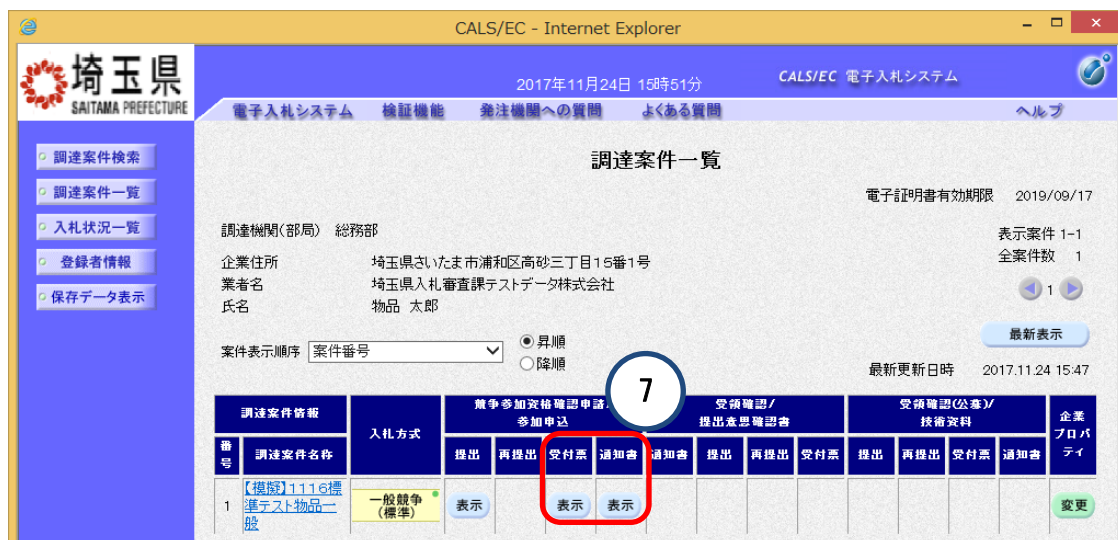 CALS/EC - Internet Explorer
埼玉県
SAITAMA PREFECTURE
2017年11月24日 15時51分
CALS/EC 電子入札システム
電子入札システム 検証機能 発注機関への質問 よくある質問 ヘルプ
調達案件検索
調達案件一覧
入札状況一覧
登録者情報
保存データ表示
調達案件一覧
電子証明書有効期限 2019/09/17
調達機関(部局) 総務部
表示案件 1-1
企業住所 埼玉県さいたま市浦和区高砂三丁目15番1号
全案件数 1
業者名 埼玉県入札審査課テストデータ株式会社
1
氏名 物品 太郎
最新表示
案件表示順序 案件番号
昇順
降順
最新更新日時 2017.11.24 15:47
7
調達案件情報 入札方式 競争参加資格確認申請 受領確認/ 受領確認(公募)/ 企業
参加申込 提出意思確認書 技術資料 プロパ
ティ
番号 調達案件名称 提出 再提出 受付票 通知書 通知書 提出 再提出 受付票 提出 再提出 受付票 通知書
1 【模擬】1116標準テスト物品一般 一般競争(標準) 表示 表示 表示 変更